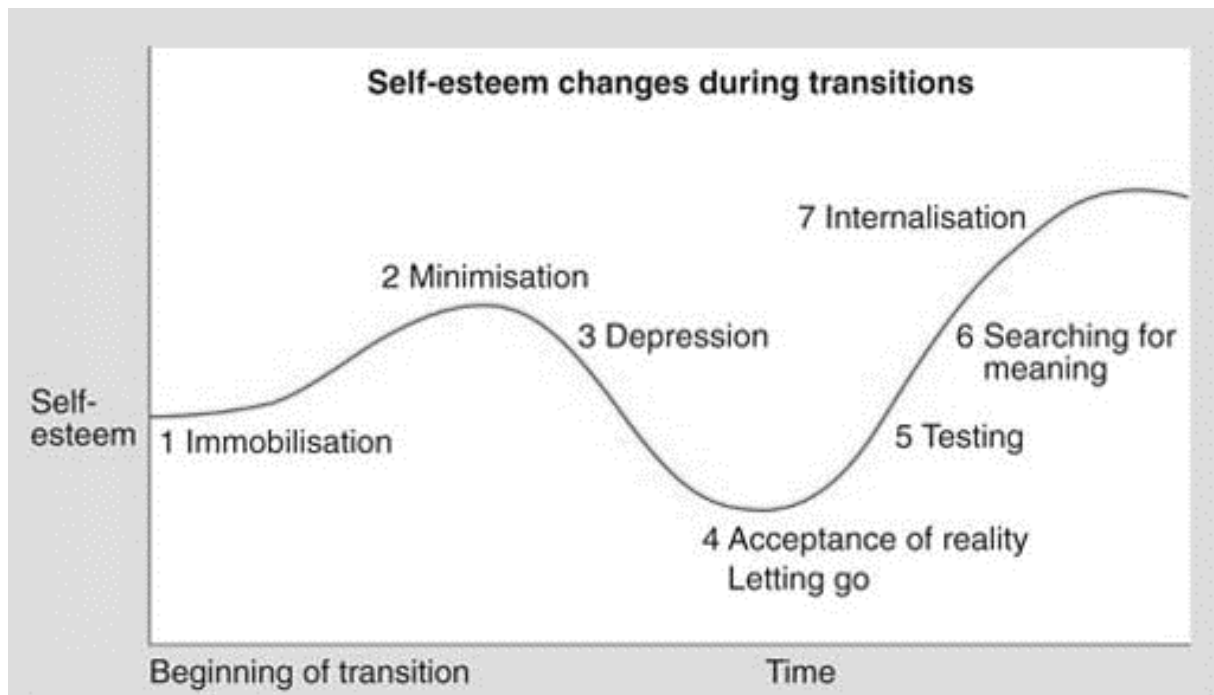 Self-esteem changes during transitions
7 Internalisation
2 Minimisation
3 Depression
6 Searching for
meaning
Self-
esteem
1 Immobilisation
5 Testing
4 Acceptance of reality
Letting go
Beginning of transition
Time